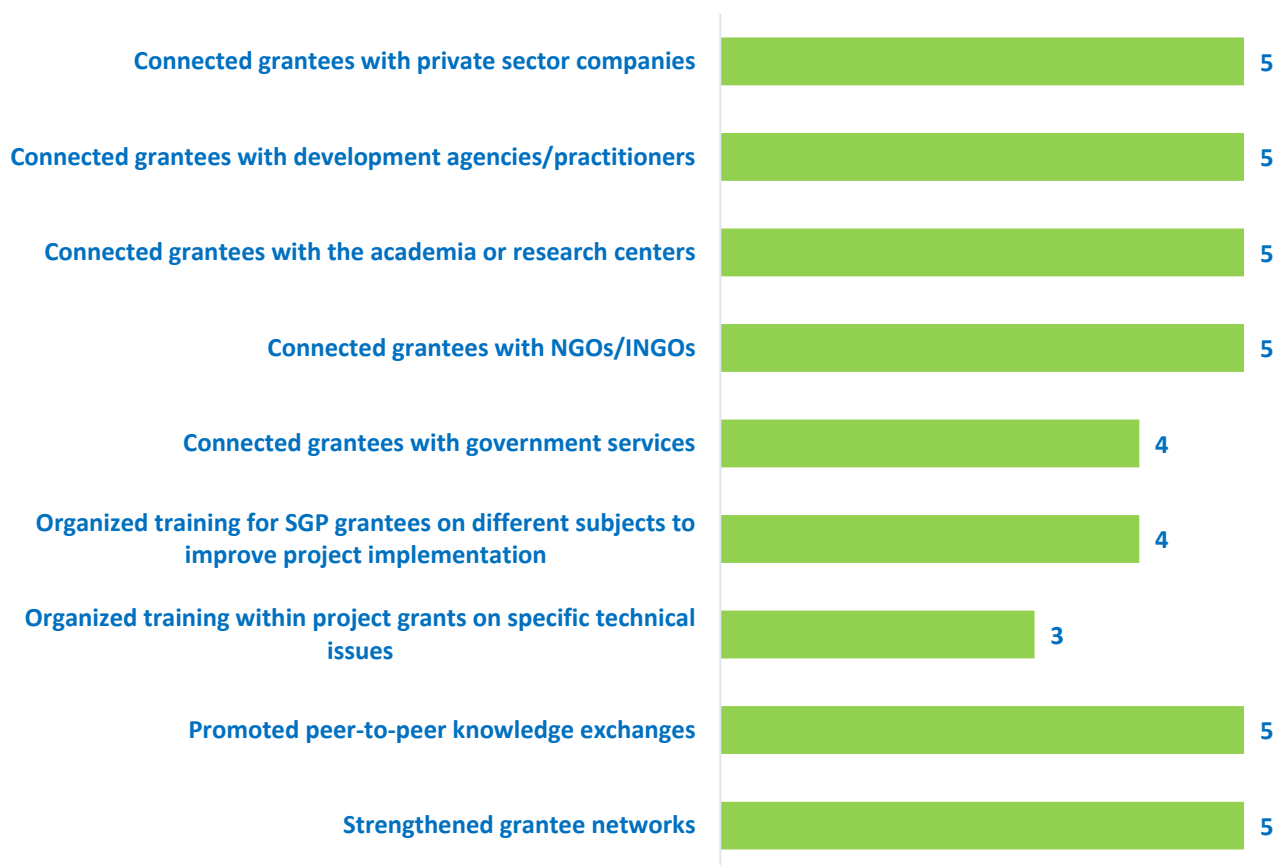 Connected grantees with private sector companies
5
Connected grantees with development agencies/practitioners
5
Connected grantees with the academia or research centers
5
Connected grantees with NGOs/INGOs
5
Connected grantees with government services
4
Organized training for SGP grantees on different subjects to
improve project implementation
4
Organized training within project grants on specific technical
issues
3
Promoted peer-to-peer knowledge exchanges
5
Strengthened grantee networks
5